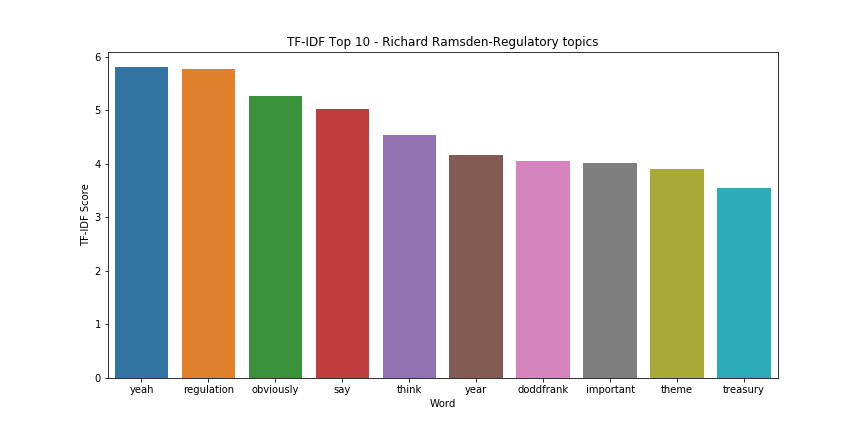 TF-IDF Top 10 - Richard Ramsden-Regulatory topics
6
5
4
3
2
1
0
TF-IDF Score
yeah regulation obviously say think year doddfrank important theme treasury
Word